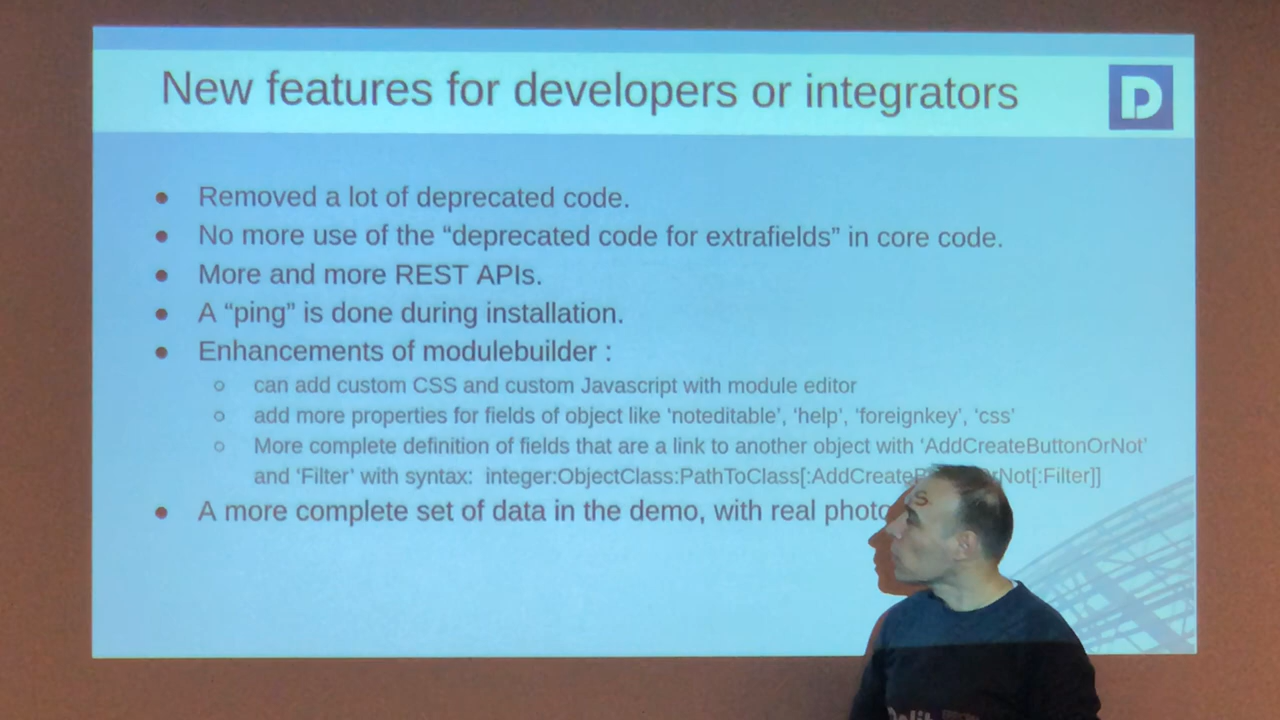 New features for developers or integrators
D
● Removed a lot of deprecated code.
● No more use of the “deprecated code for extrafields” in core code.
● More and more REST APIs.
● A “ping” is done during installation.
● Enhancements of modulebuilder :
○ can add custom CSS and custom Javascript with module editor
○ add more properties for fields of object like ‘noteditable’, ‘help’, ‘foreignkey’, ‘css’
○ More complete definition of fields that are a link to another object with ‘AddCreateButtonOrNot’
and ‘Filter’ with syntax: integer:ObjectClass:PathToClass[:AddCreateButtonOrNot[:Filter]]
● A more complete set of data in the demo, with real photos